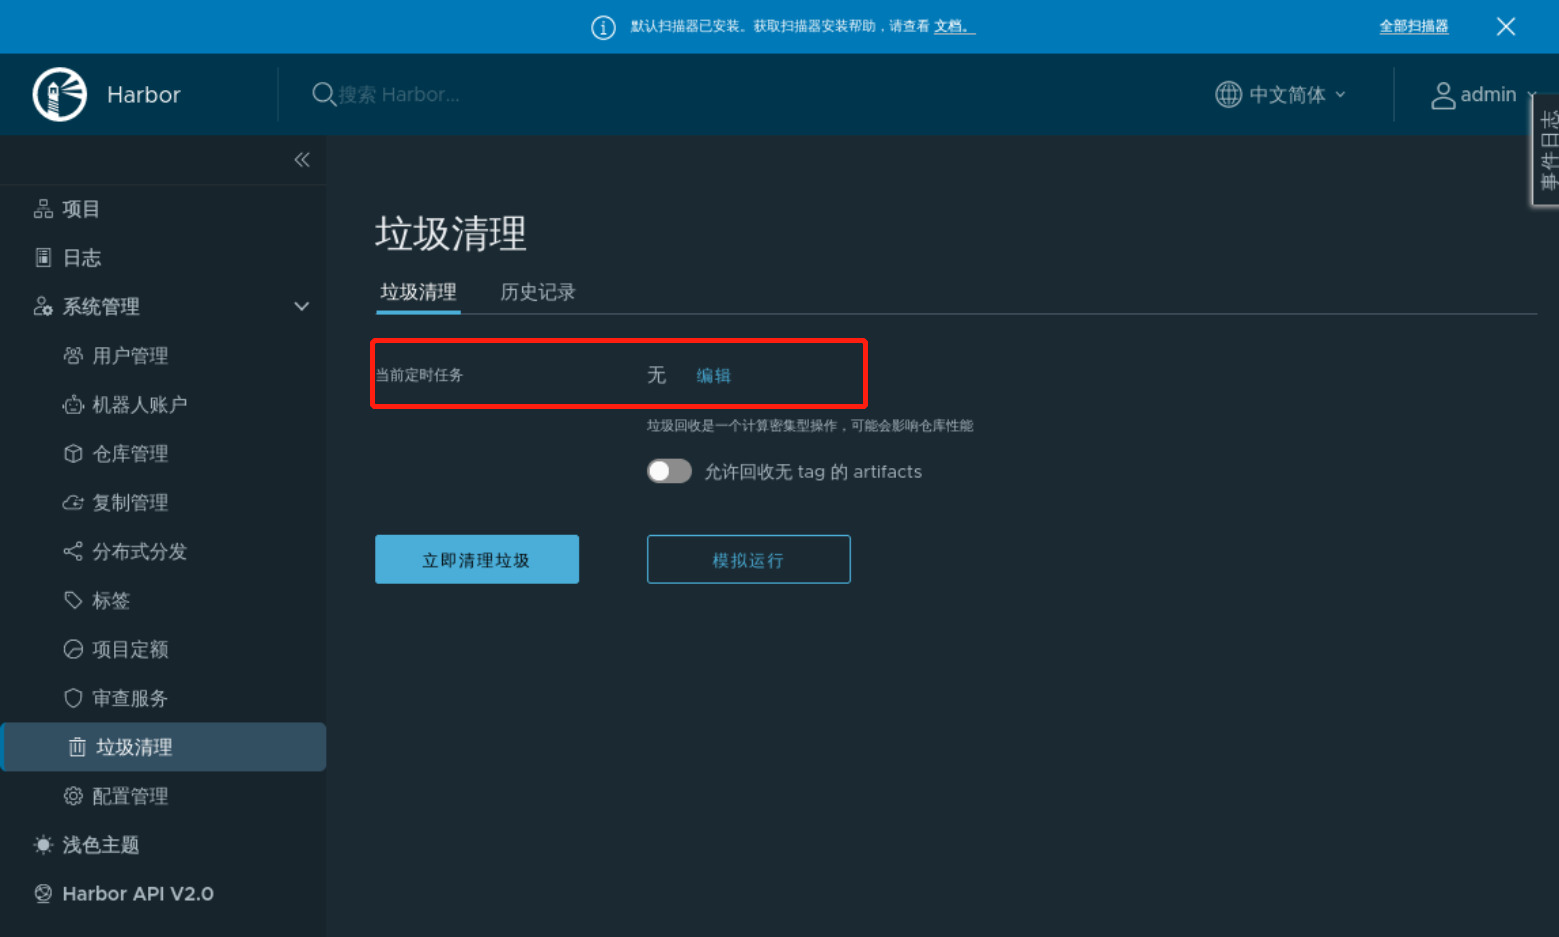 默认扫描器已安装。获取扫描器安装帮助，请查看 文档。
全部扫描器
Harbor
搜索 Harbor...
中文简体
admin
事件日志
项目
日志
系统管理
用户管理
机器人账户
仓库管理
复制管理
分布式分发
标签
项目定额
审查服务
垃圾清理
配置管理
浅色主题
Harbor API V2.0
垃圾清理
垃圾清理 历史记录
当前定时任务 无 编辑
垃圾回收是一个计算密集型操作，可能会影响仓库性能
允许回收无 tag 的 artifacts
立即清理垃圾 模拟运行